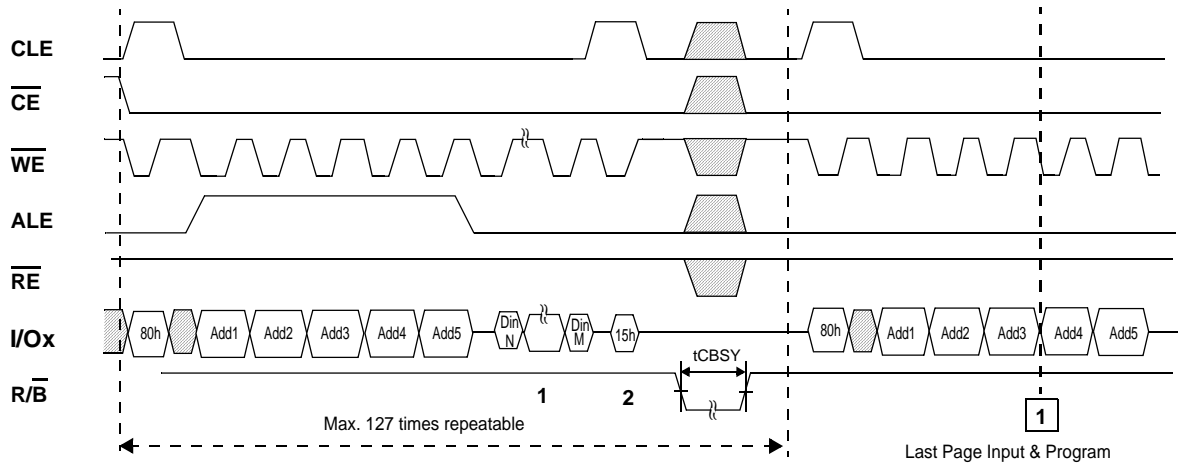 CLE
CE
WE
ALE
RE
I/Ox 80h Add1 Add2 Add3 Add4 Add5 Din N Din M 15h 80h Add1 Add2 Add3 Add4 Add5
tCBSY
R/B 1 2
Max. 127 times repeatable
1
Last Page Input & Program